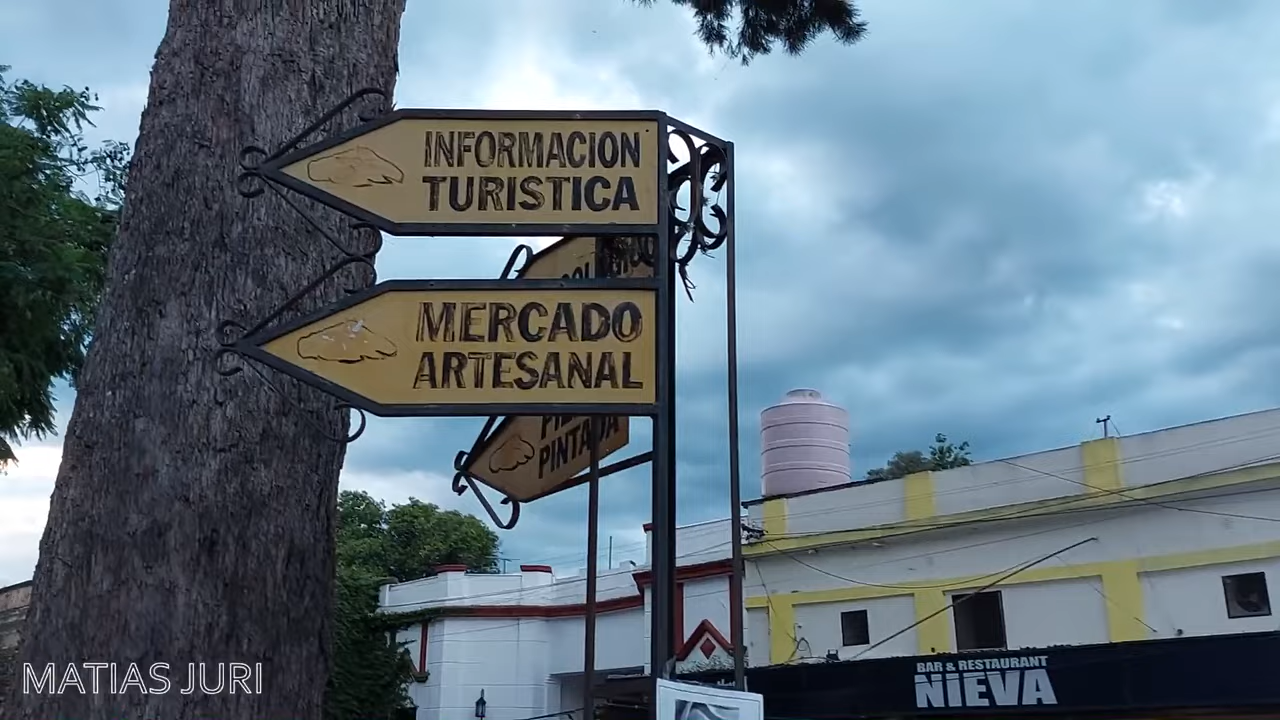 INFORMACION
TURISTICA
MERCADO
ARTESANAL
PINTADA
BAR & RESTAURANT
NIEVA
MATIAS JURI